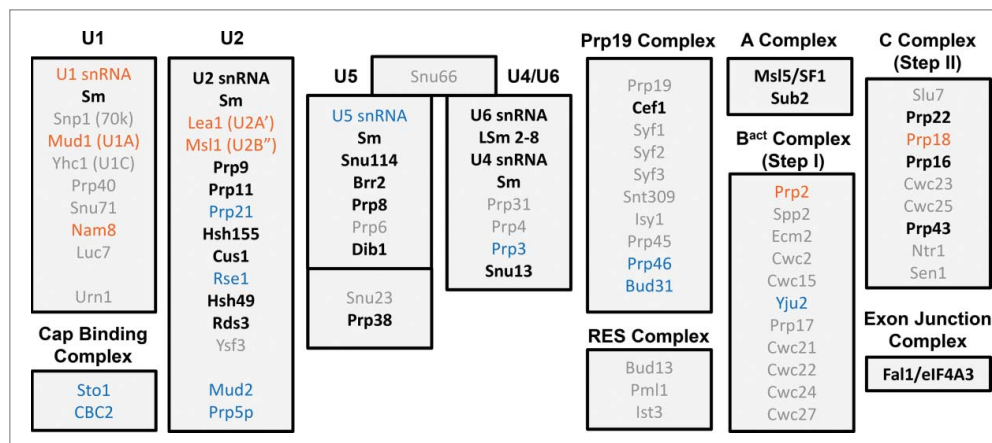 U1
U1 snRNA
Sm
Snp1 (70k)
Mud1 (U1A)
Yhc1 (U1C)
Prp40
Snu71
Nam8
Luc7
Urn1
Cap Binding
Complex
Sto1
CBC2
U2
U2 snRNA
Sm
Lea1 (U2A’)
Msl1 (U2B”)
Prp9
Prp11
Prp21
Hsh155
Cus1
Rse1
Hsh49
Rds3
Ysf3
Mud2
Prp5p
Snu66
U5
U5 snRNA
Sm
Snu114
Brr2
Prp8
Prp6
Dib1
Snu23
Prp38
U4/U6
U6 snRNA
LSm 2-8
U4 snRNA
Sm
Prp31
Prp4
Prp3
Snu13
Prp19 Complex
Prp19
Cef1
Syf1
Syf2
Syf3
Snt309
Isy1
Prp45
Prp46
Bud31
RES Complex
Bud13
Pml1
Ist3
A Complex
Msl5/SF1
Sub2
Bact Complex
(Step I)
Prp2
Spp2
Ecm2
Cwc2
Cwc15
Yju2
Prp17
Cwc21
Cwc22
Cwc24
Cwc27
C Complex
(Step II)
Slu7
Prp22
Prp18
Prp16
Cwc23
Cwc25
Prp43
Ntr1
Sen1
Exon Junction
Complex
Fal1/eIF4A3